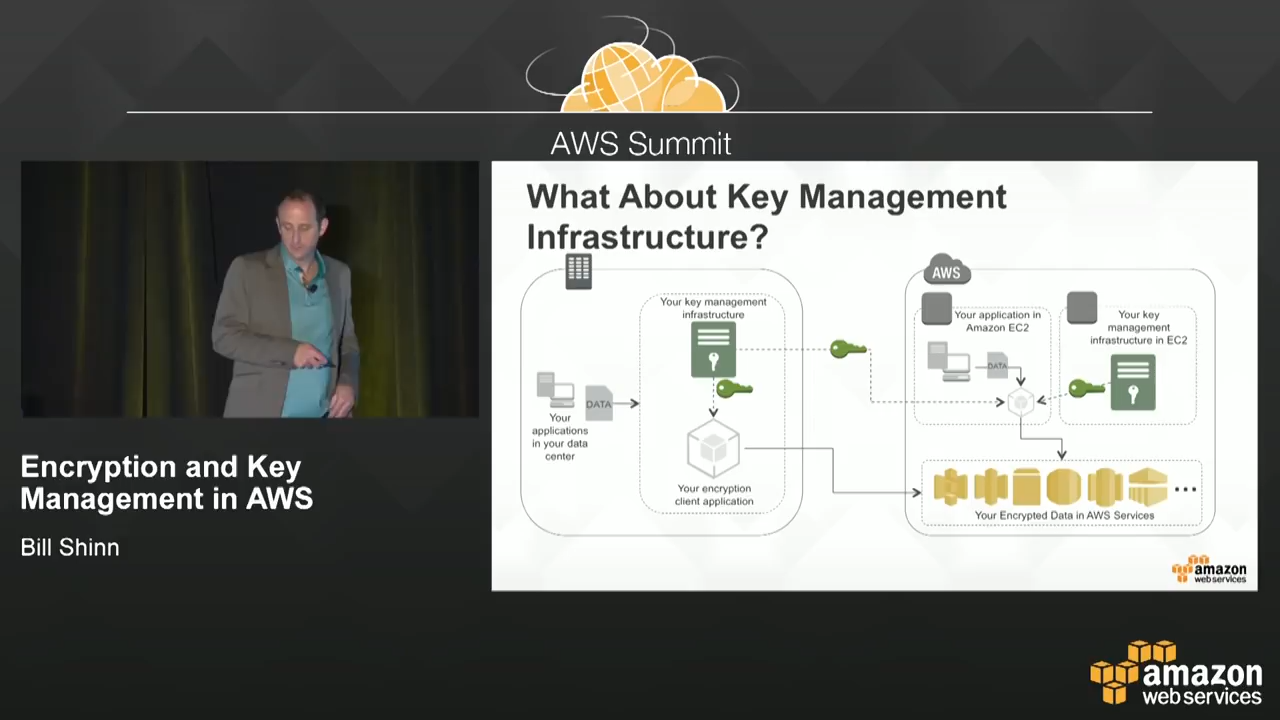 AWS Summit
What About Key Management
Infrastructure?
Your key management
infrastructure
Your
applications
in your data
center
DATA
Your encryption
client application
AWS
Your application in
Amazon EC2
DATA
Your key
management
infrastructure in EC2
Your Encrypted Data in AWS Services
amazon
web services
Encryption and Key
Management in AWS
Bill Shinn
amazon
web services